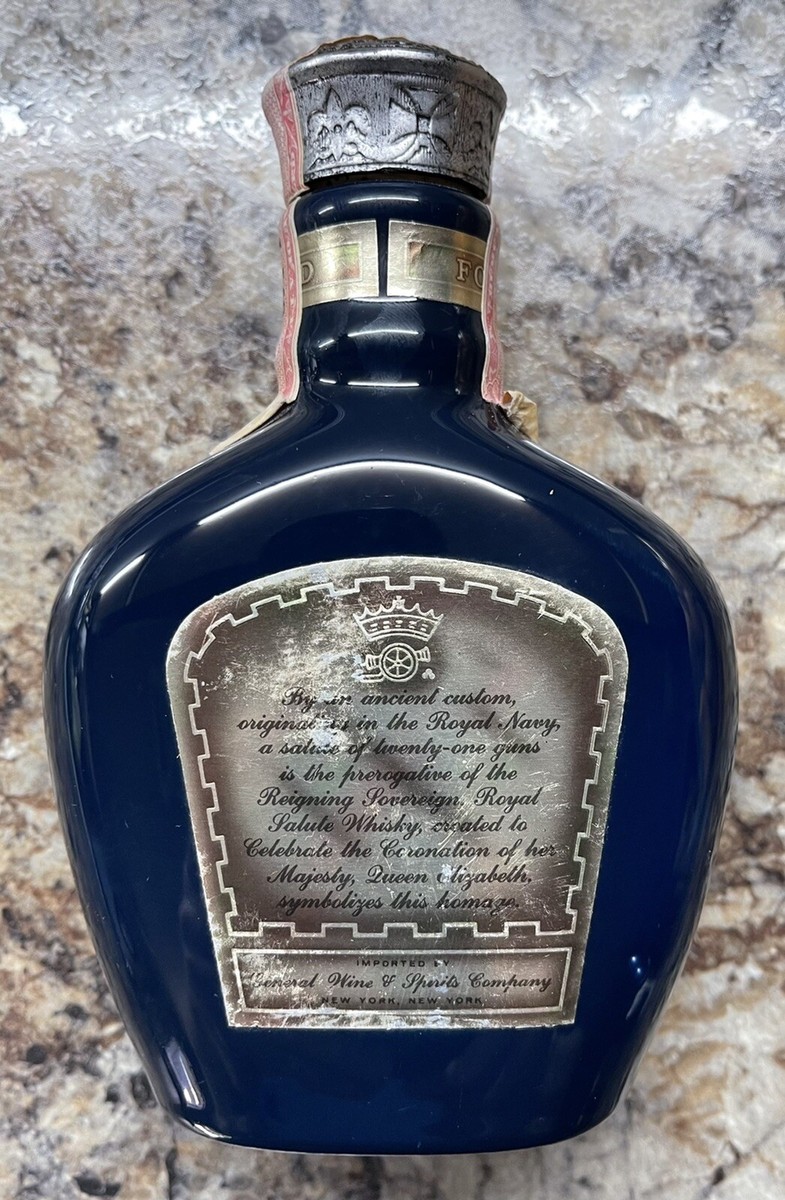 D FO
By an ancient custom,
originating in the Royal Navy,
a salute of twenty-one guns
is the prerogative of the
Reigning Sovereign. Royal
Salute Whisky, created to
Celebrate the Coronation of her
Majesty, Queen Elizabeth,
symbolizes this homage.
IMPORTED BY
General Wine & Spirits Company
NEW YORK, NEW YORK